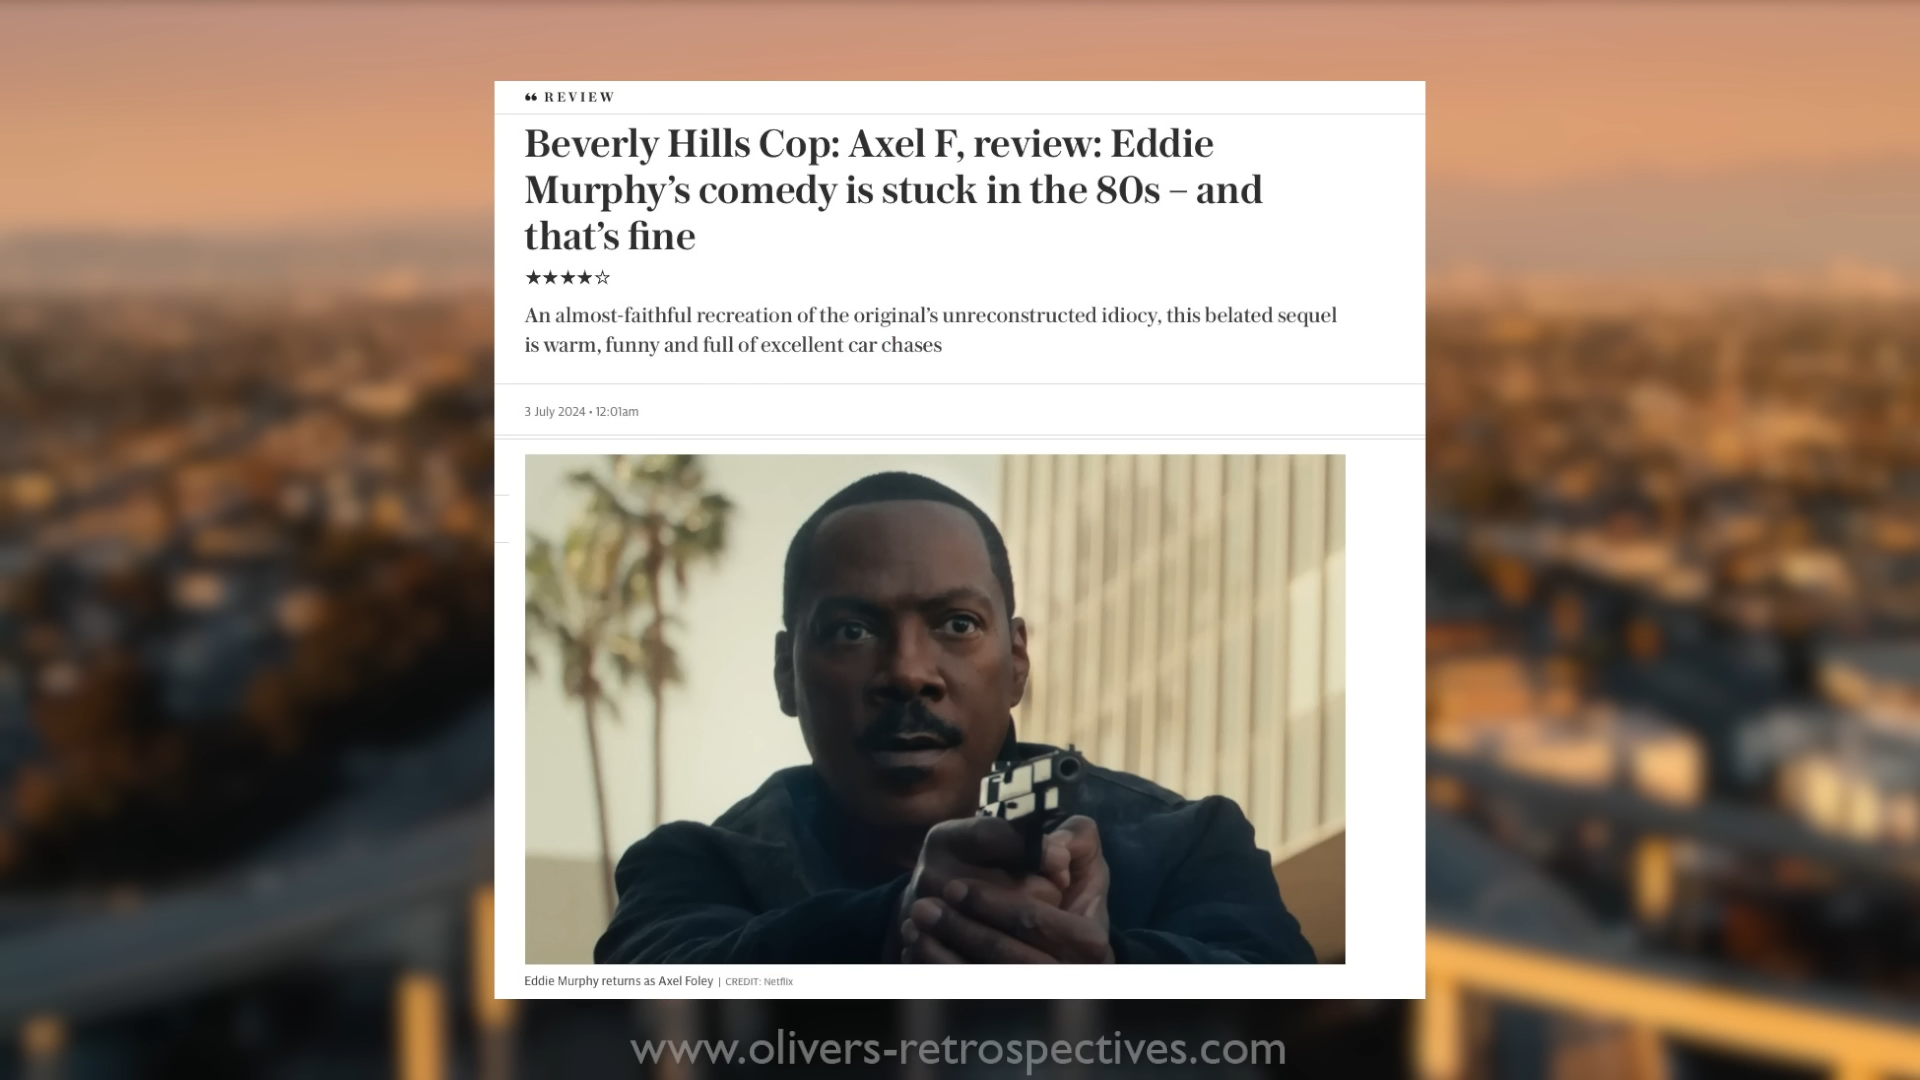 ❝ REVIEW
Beverly Hills Cop: Axel F, review: Eddie
Murphy’s comedy is stuck in the 80s – and
that’s fine
★★★★☆
An almost-faithful recreation of the original’s unreconstructed idiocy, this belated sequel
is warm, funny and full of excellent car chases
3 July 2024 • 12:01am
Eddie Murphy returns as Axel Foley | CREDIT: Netflix
www.olivers-retrospectives.com